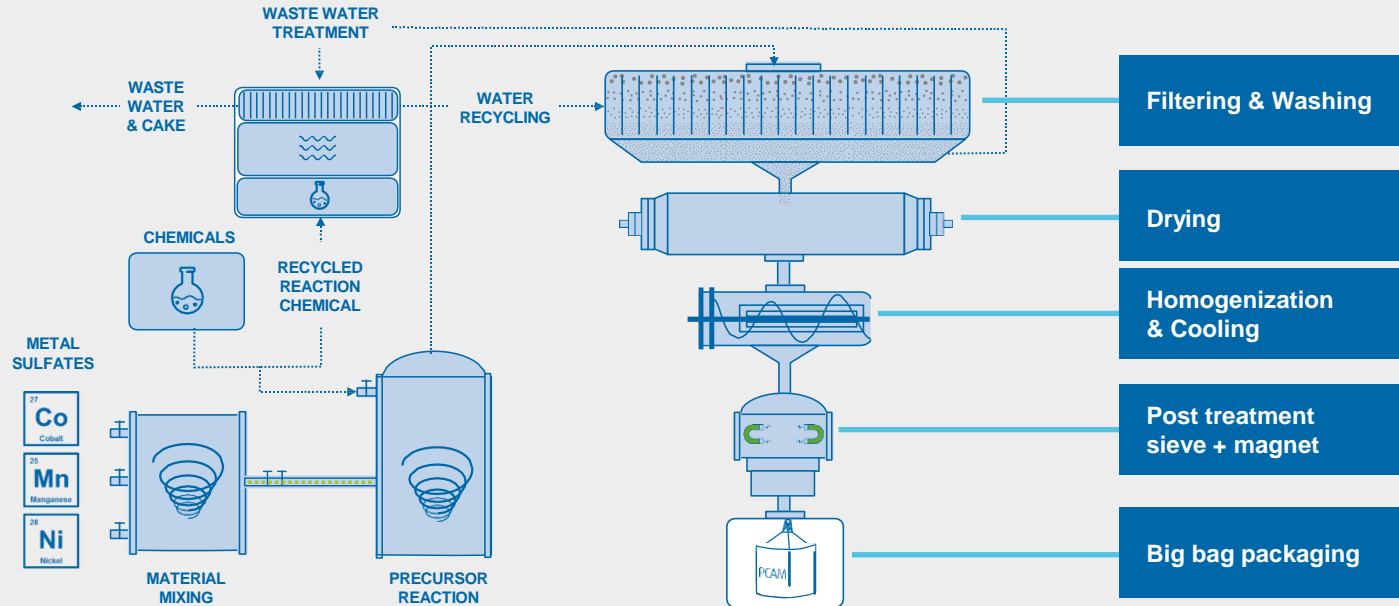 WASTE WATER
TREATMENT
WASTE
WATER
& CAKE
WATER
RECYCLING
CHEMICALS
RECYCLED
REACTION
CHEMICAL
METAL
SULFATES
27
Co
Cobalt
25
Mn
Manganese
28
Ni
Nickel
MATERIAL
MIXING
PRECURSOR
REACTION
PCAM
Filtering & Washing
Drying
Homogenization
& Cooling
Post treatment
sieve + magnet
Big bag packaging